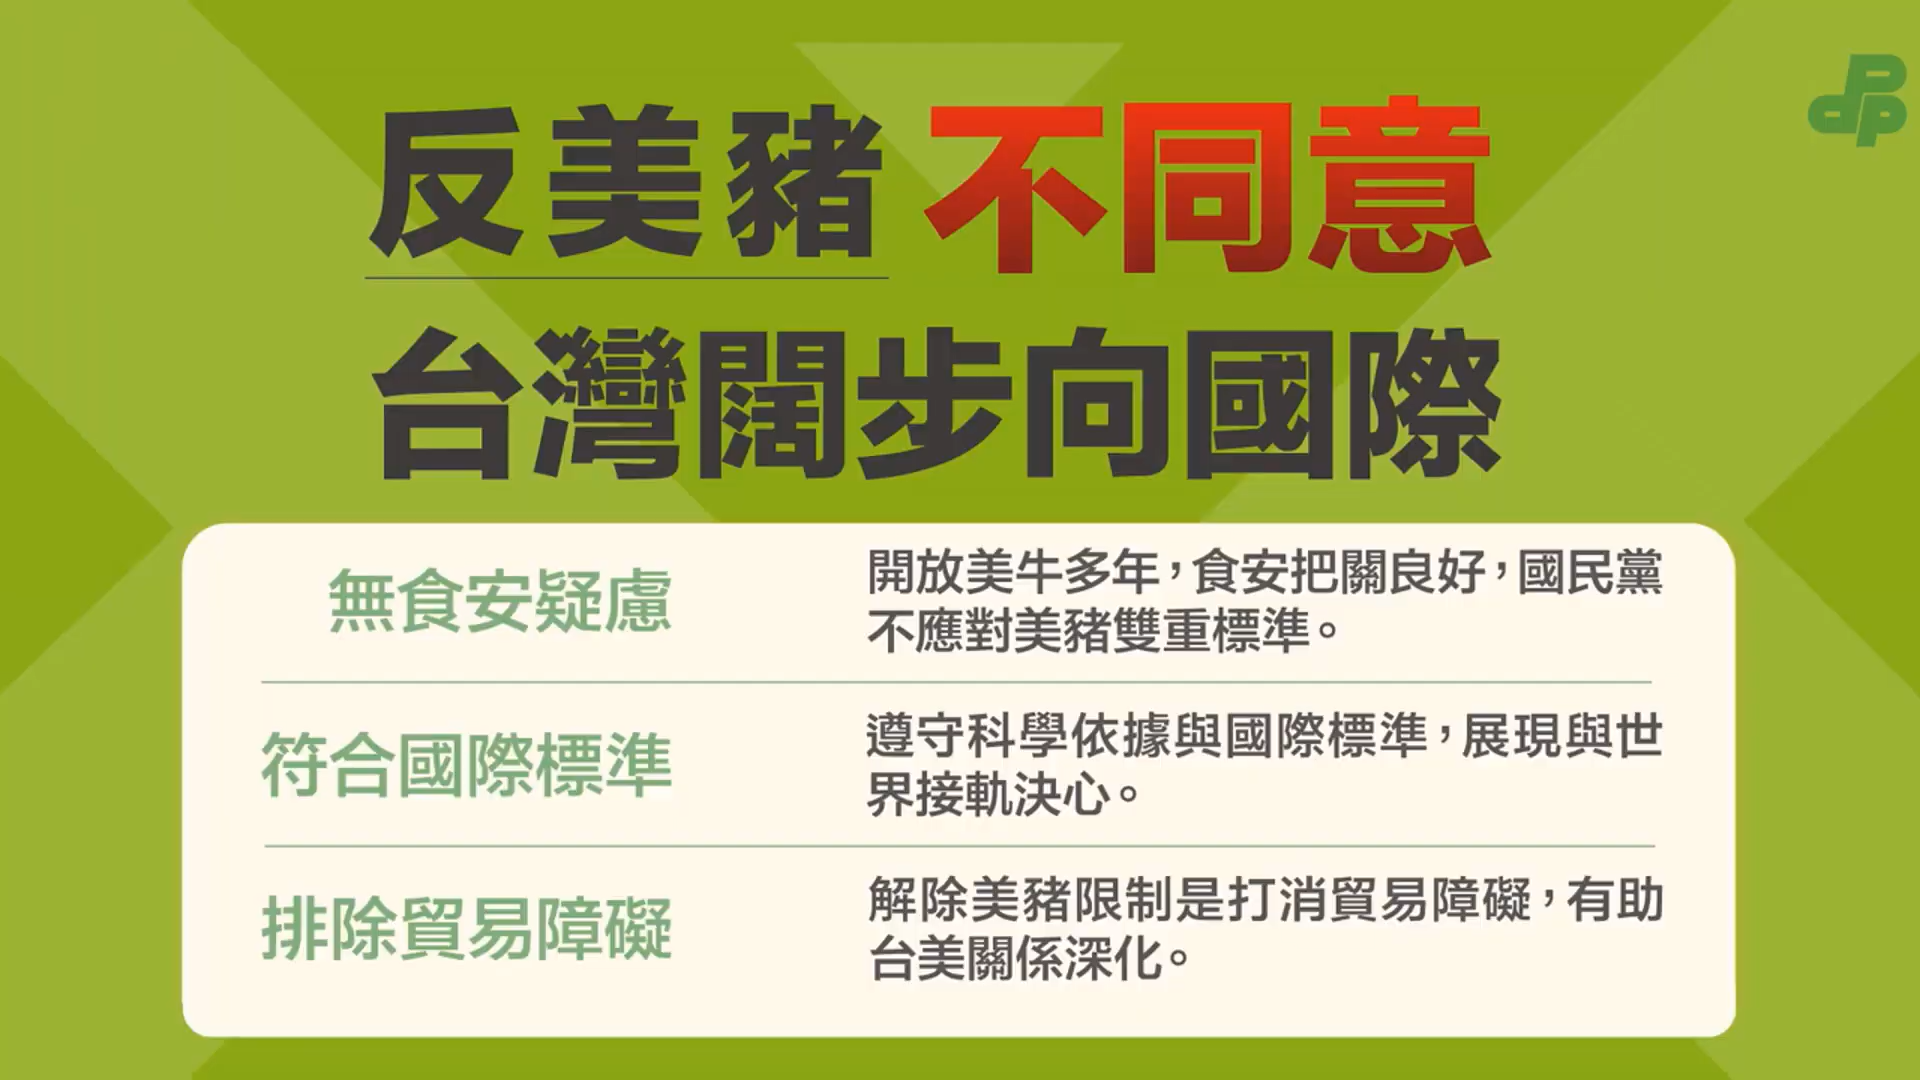 反美豬 不同意
台灣闊步向國際
無食安疑慮
開放美牛多年，食安把關良好，國民黨
不應對美豬雙重標準。
符合國際標準
遵守科學依據與國際標準，展現與世
界接軌決心。
排除貿易障礙
解除美豬限制是打消貿易障礙，有助
台美關係深化。
dPP